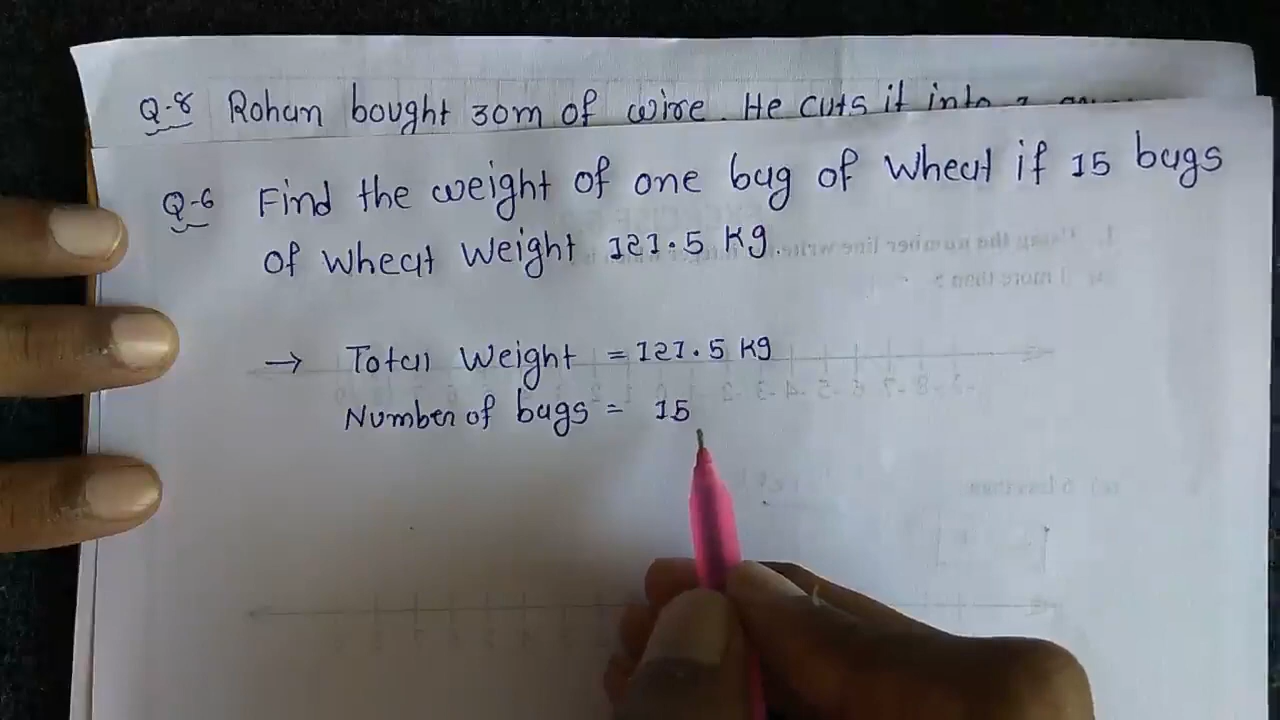 Q-8 Rohan bought 30m of wire. He cuts it into
Q-6 Find the weight of one bag of wheat if 15 bags
of wheat weight 121.5 Kg.
→ Total Weight = 121.5 Kg
Number of bags = 15